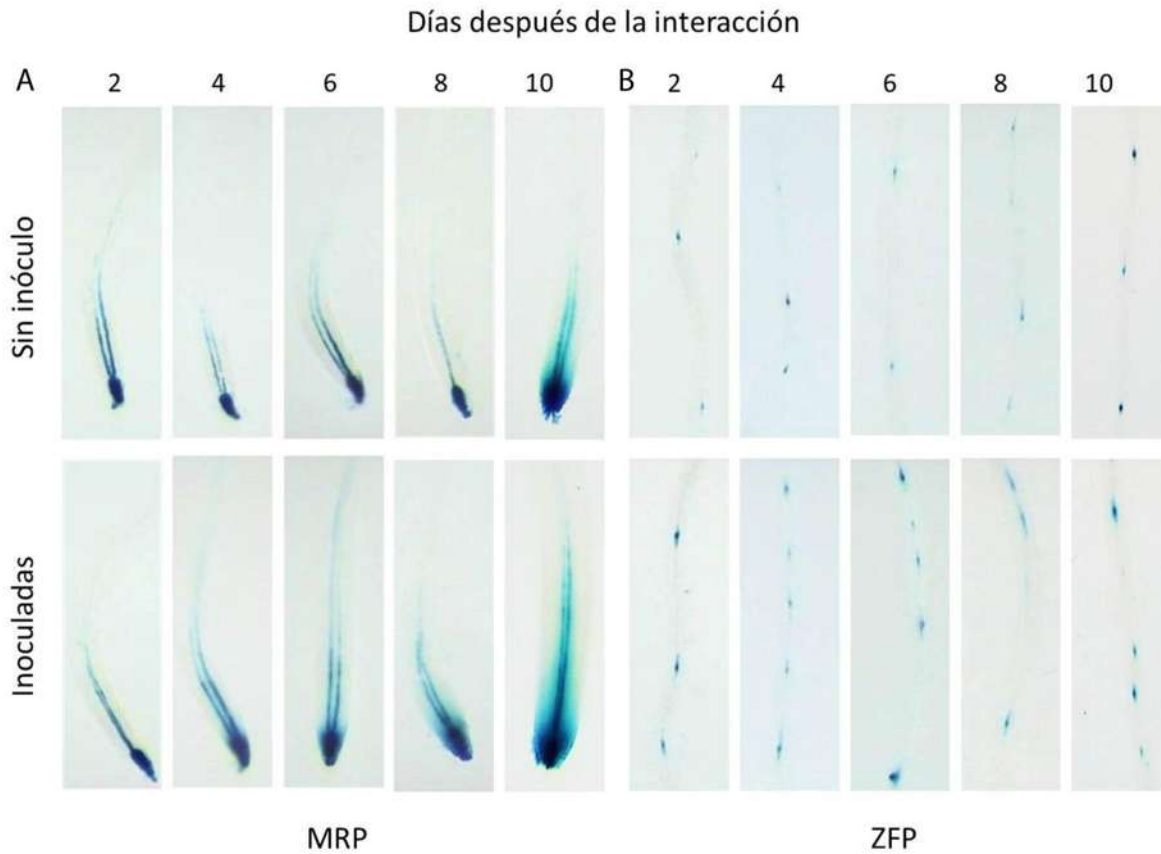 Días después de la interacción
A 2 4 6 8 10 B 2 4 6 8 10
Sin inóculo
Inoculadas
MRP ZFP